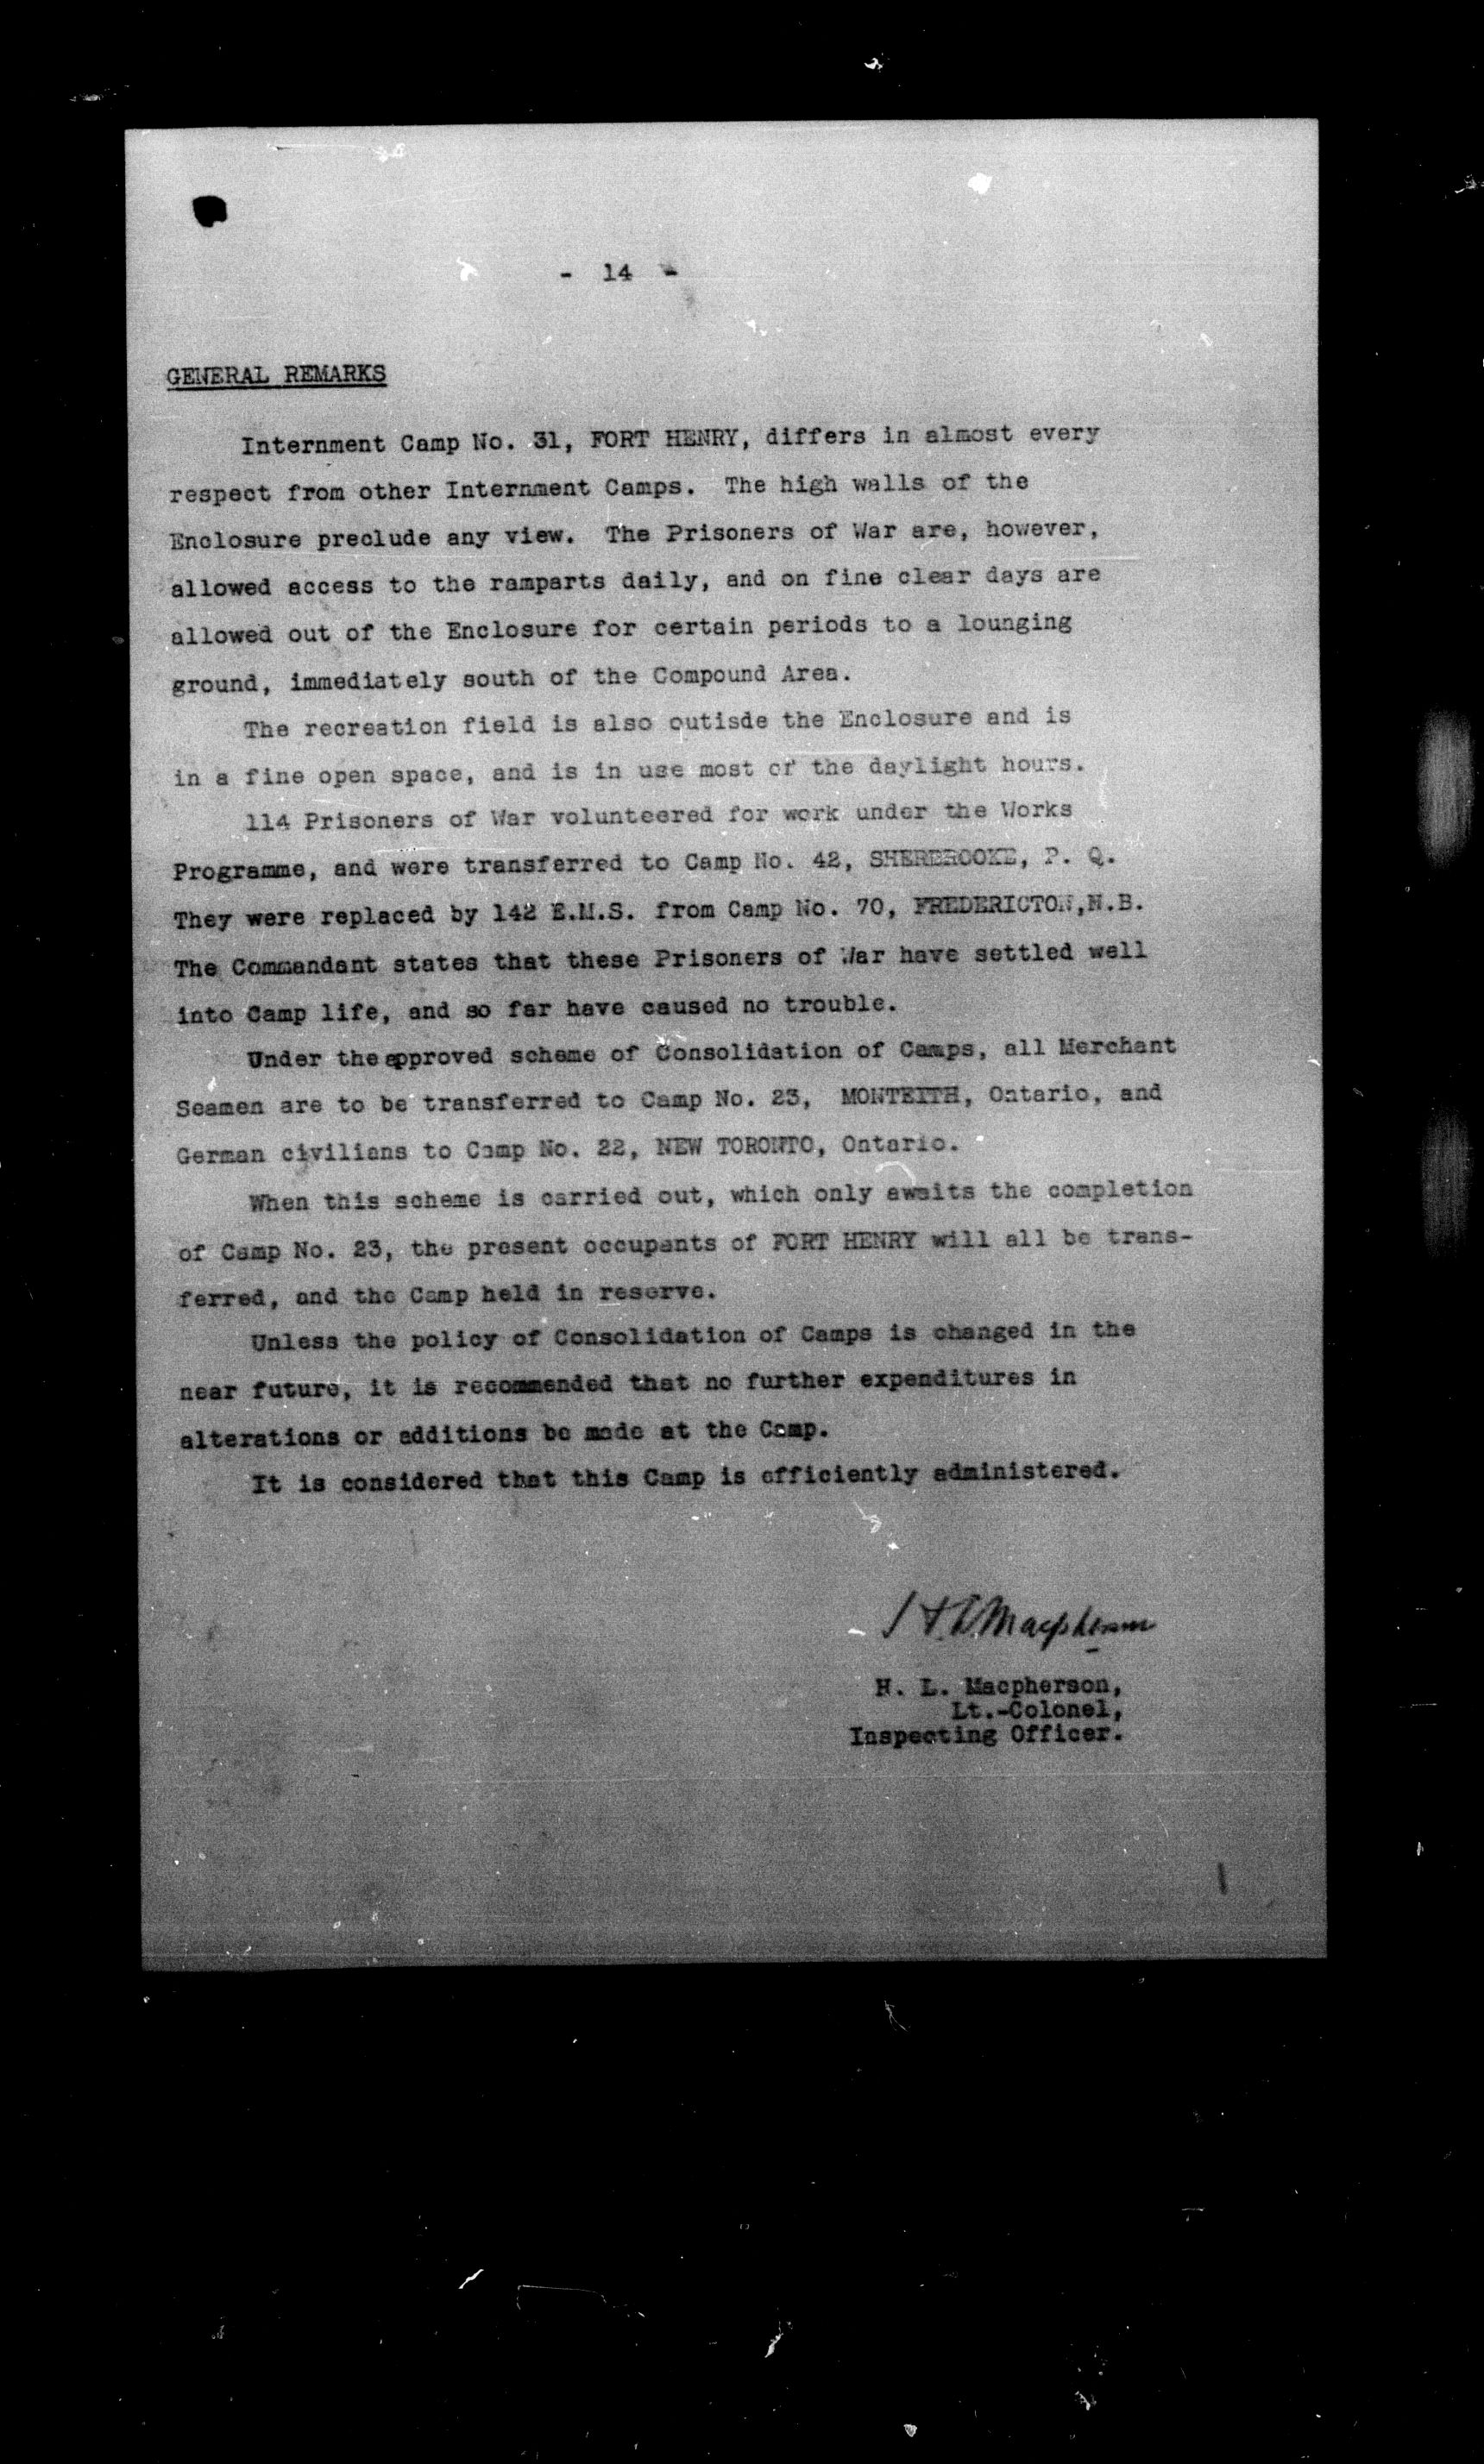 - 14 -
GENERAL REMARKS
Internment Camp No. 31, FORT HENRY, differs in almost every
respect from other Internment Camps. The high walls of the
Enclosure preclude any view. The Prisoners of War are, however,
allowed access to the ramparts daily, and on fine clear days are
allowed out of the Enclosure for certain periods to a lounging
ground, immediately south of the Compound Area.
The recreation field is also outisde the Enclosure and is
in a fine open space, and is in use most of the daylight hours.
114 Prisoners of War volunteered for work under the Works
Programme, and were transferred to Camp No. 42, SHERBROOKE, P. Q.
They were replaced by 142 E.M.S. from Camp No. 70, FREDERICTON,N.B.
The Commandant states that these Prisoners of War have settled well
into Camp life, and so far have caused no trouble.
Under the approved scheme of Consolidation of Camps, all Merchant
Seamen are to be transferred to Camp No. 23, MONTEITH, Ontario, and
German civilians to Camp No. 22, NEW TORONTO, Ontario.
When this scheme is carried out, which only awaits the completion
of Camp No. 23, the present occupants of FORT HENRY will all be trans-
ferred, and the Camp held in reserve.
Unless the policy of Consolidation of Camps is changed in the
near future, it is recommended that no further expenditures in
alterations or additions be made at the Camp.
It is considered that this Camp is efficiently administered.
H. L. Macpherson
H. L. Macpherson,
Lt.-Colonel,
Inspecting Officer.